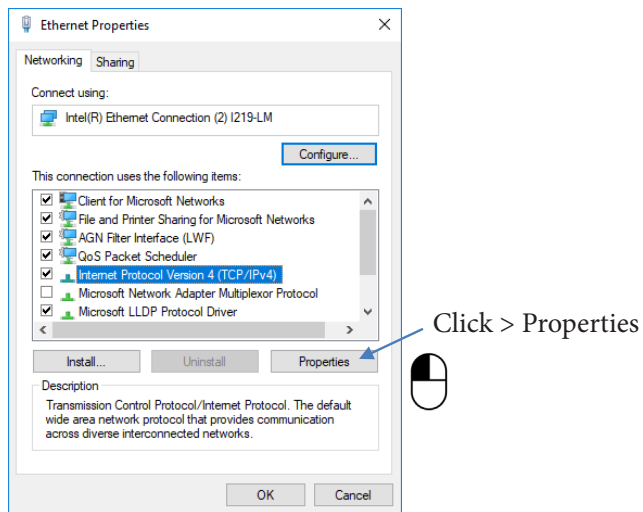 Ethernet Properties
Networking Sharing
Connect using:
Intel(R) Ethernet Connection (2) I219-LM
Configure...
This connection uses the following items:
Client for Microsoft Networks
File and Printer Sharing for Microsoft Networks
AGN Filter Interface (LWF)
QoS Packet Scheduler
Internet Protocol Version 4 (TCP/IPv4)
Microsoft Network Adapter Multiplexor Protocol
Microsoft LLDP Protocol Driver
Click > Properties
Install... Uninstall Properties
Description
Transmission Control Protocol/Internet Protocol. The default
wide area network protocol that provides communication
across diverse interconnected networks.
OK Cancel